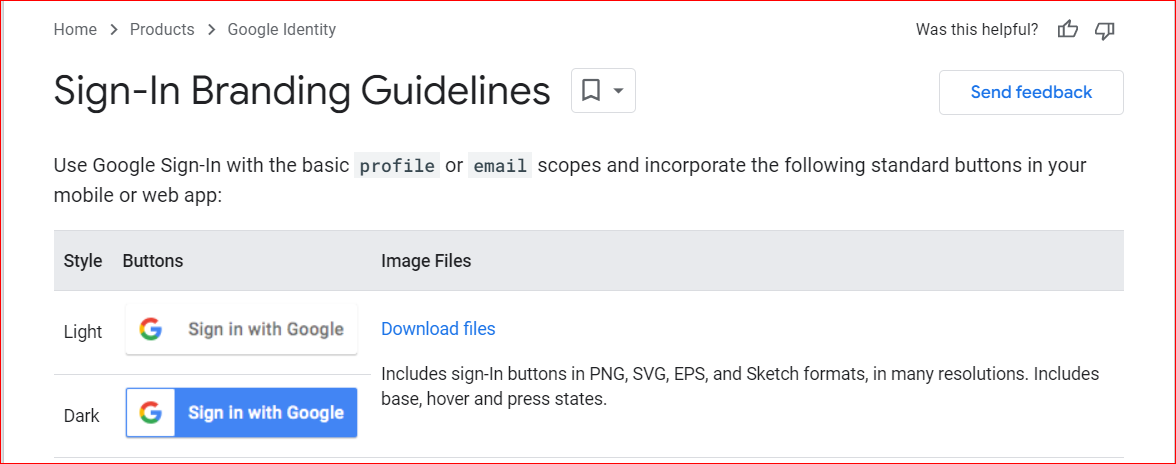 Home > Products > Google Identity
Was this helpful?
Sign-In Branding Guidelines
Send feedback
Use Google Sign-In with the basic profile or email scopes and incorporate the following standard buttons in your
mobile or web app:
Style Buttons Image Files
Light Sign in with Google Download files
Includes sign-In buttons in PNG, SVG, EPS, and Sketch formats, in many resolutions. Includes
base, hover and press states.
Dark Sign in with Google